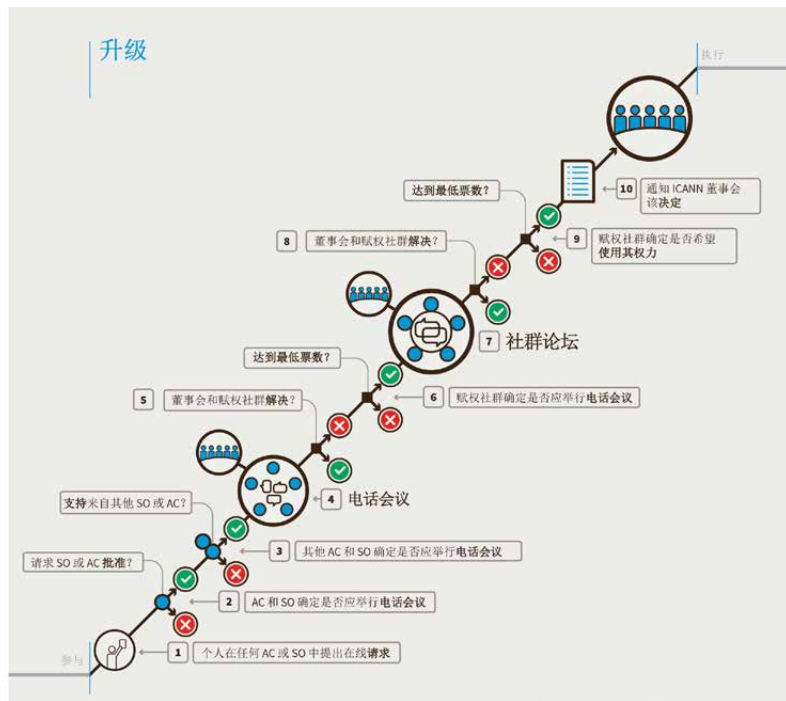 升级
执行
达到最低票数？
10 通知 ICANN 董事会
该决定
8 董事会和赋权社群解决？
9 赋权社群确定是否希望
使用其权力
7 社群论坛
达到最低票数？
5 董事会和赋权社群解决？
6 赋权社群确定是否应举行电话会议
支持来自其他 SO 或 AC？
4 电话会议
请求 SO 或 AC 批准？
3 其他 AC 和 SO 确定是否应举行电话会议
2 AC 和 SO 确定是否应举行电话会议
参与
1 个人在任何 AC 或 SO 中提出在线请求